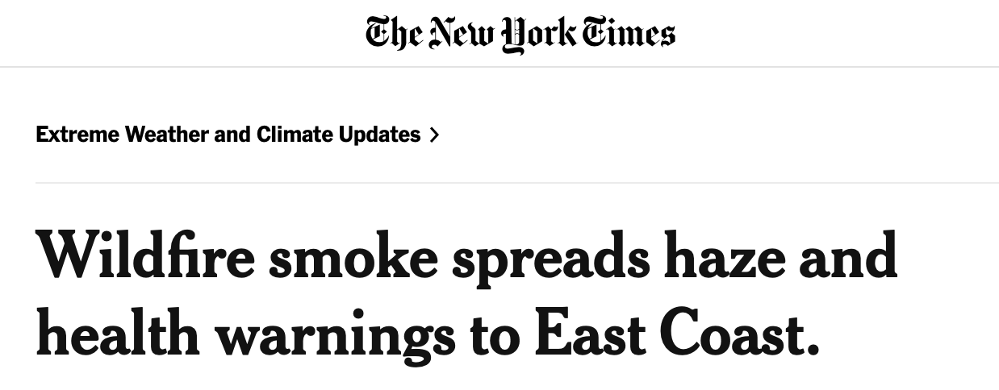 The New York Times
Extreme Weather and Climate Updates >
Wildfire smoke spreads haze and
health warnings to East Coast.